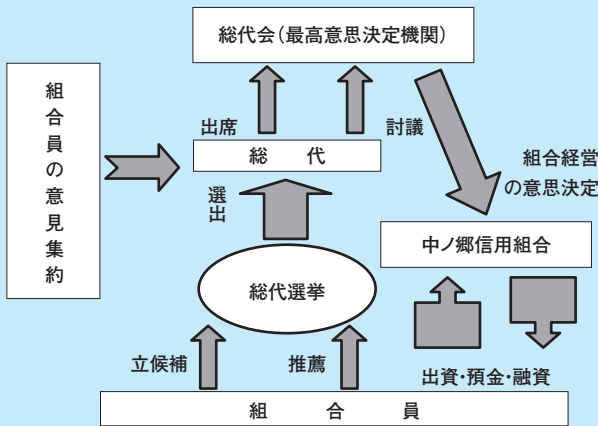 総代会（最高意思決定機関）
組合員の意見集約
出席
討議
総代
組合経営
の意思決定
選出
中ノ郷信用組合
総代選挙
立候補
推薦
出資・預金・融資
組合員